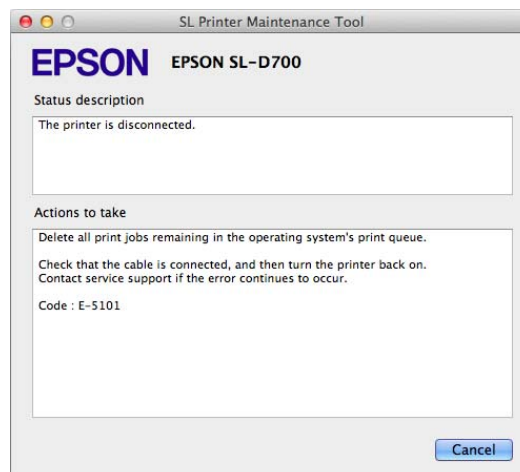 SL Printer Maintenance Tool
EPSON EPSON SL-D700
Status description
The printer is disconnected.
Actions to take
Delete all print jobs remaining in the operating system's print queue.
Check that the cable is connected, and then turn the printer back on.
Contact service support if the error continues to occur.
Code : E-5101
Cancel